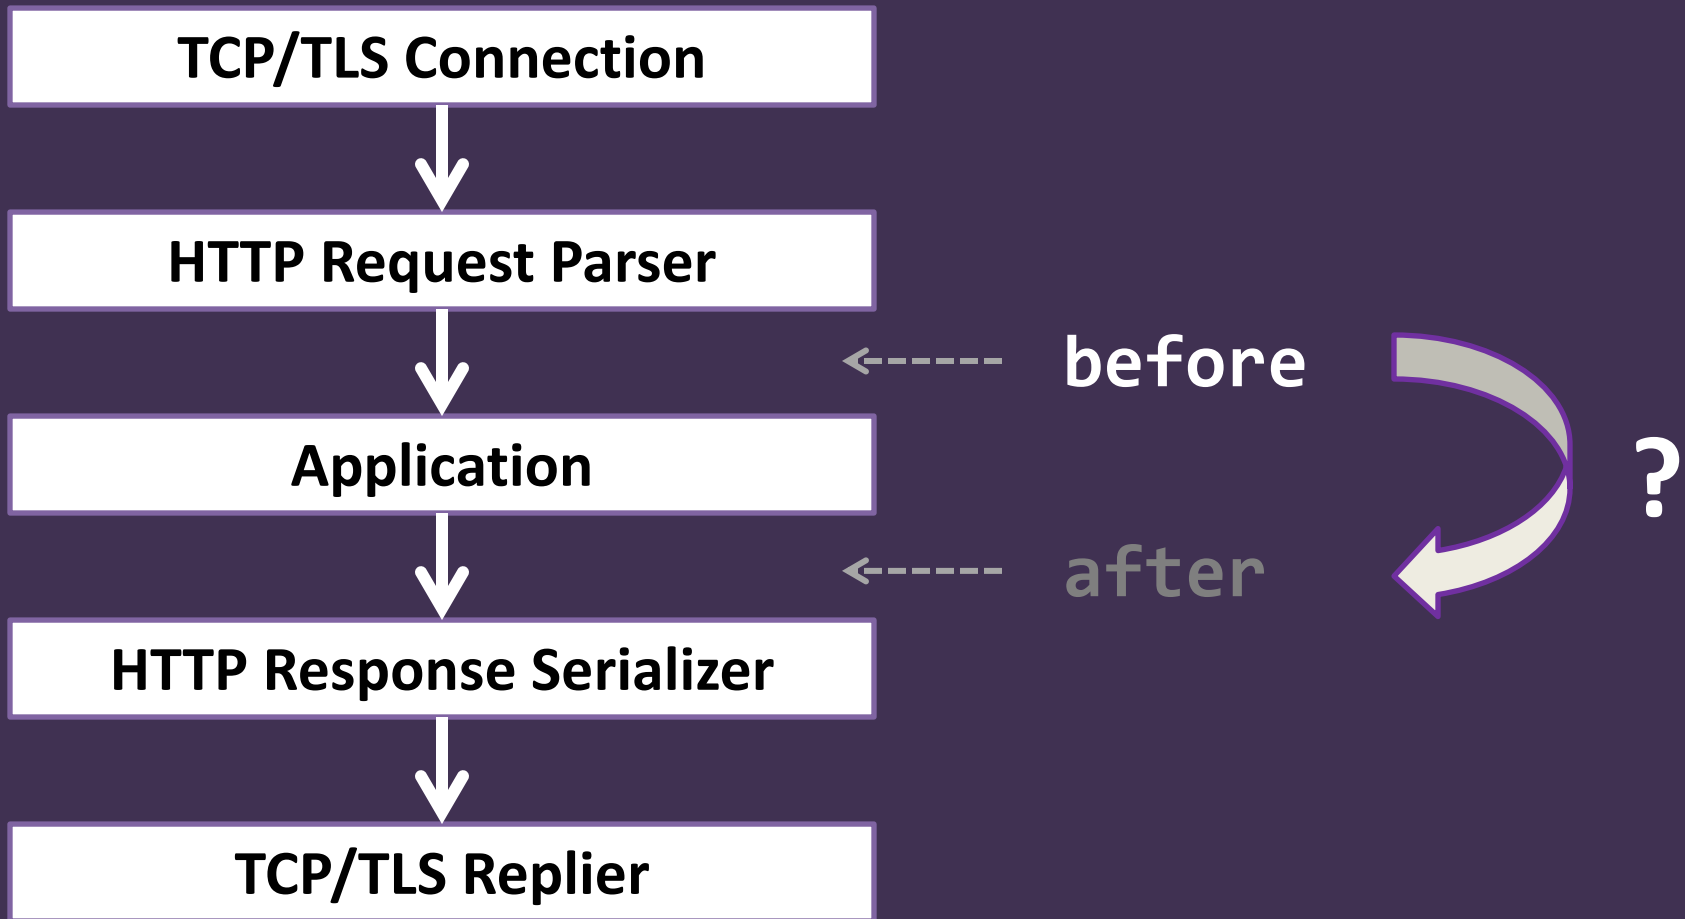 TCP/TLS Connection
HTTP Request Parser
before
Application
?
after
HTTP Response Serializer
TCP/TLS Replier